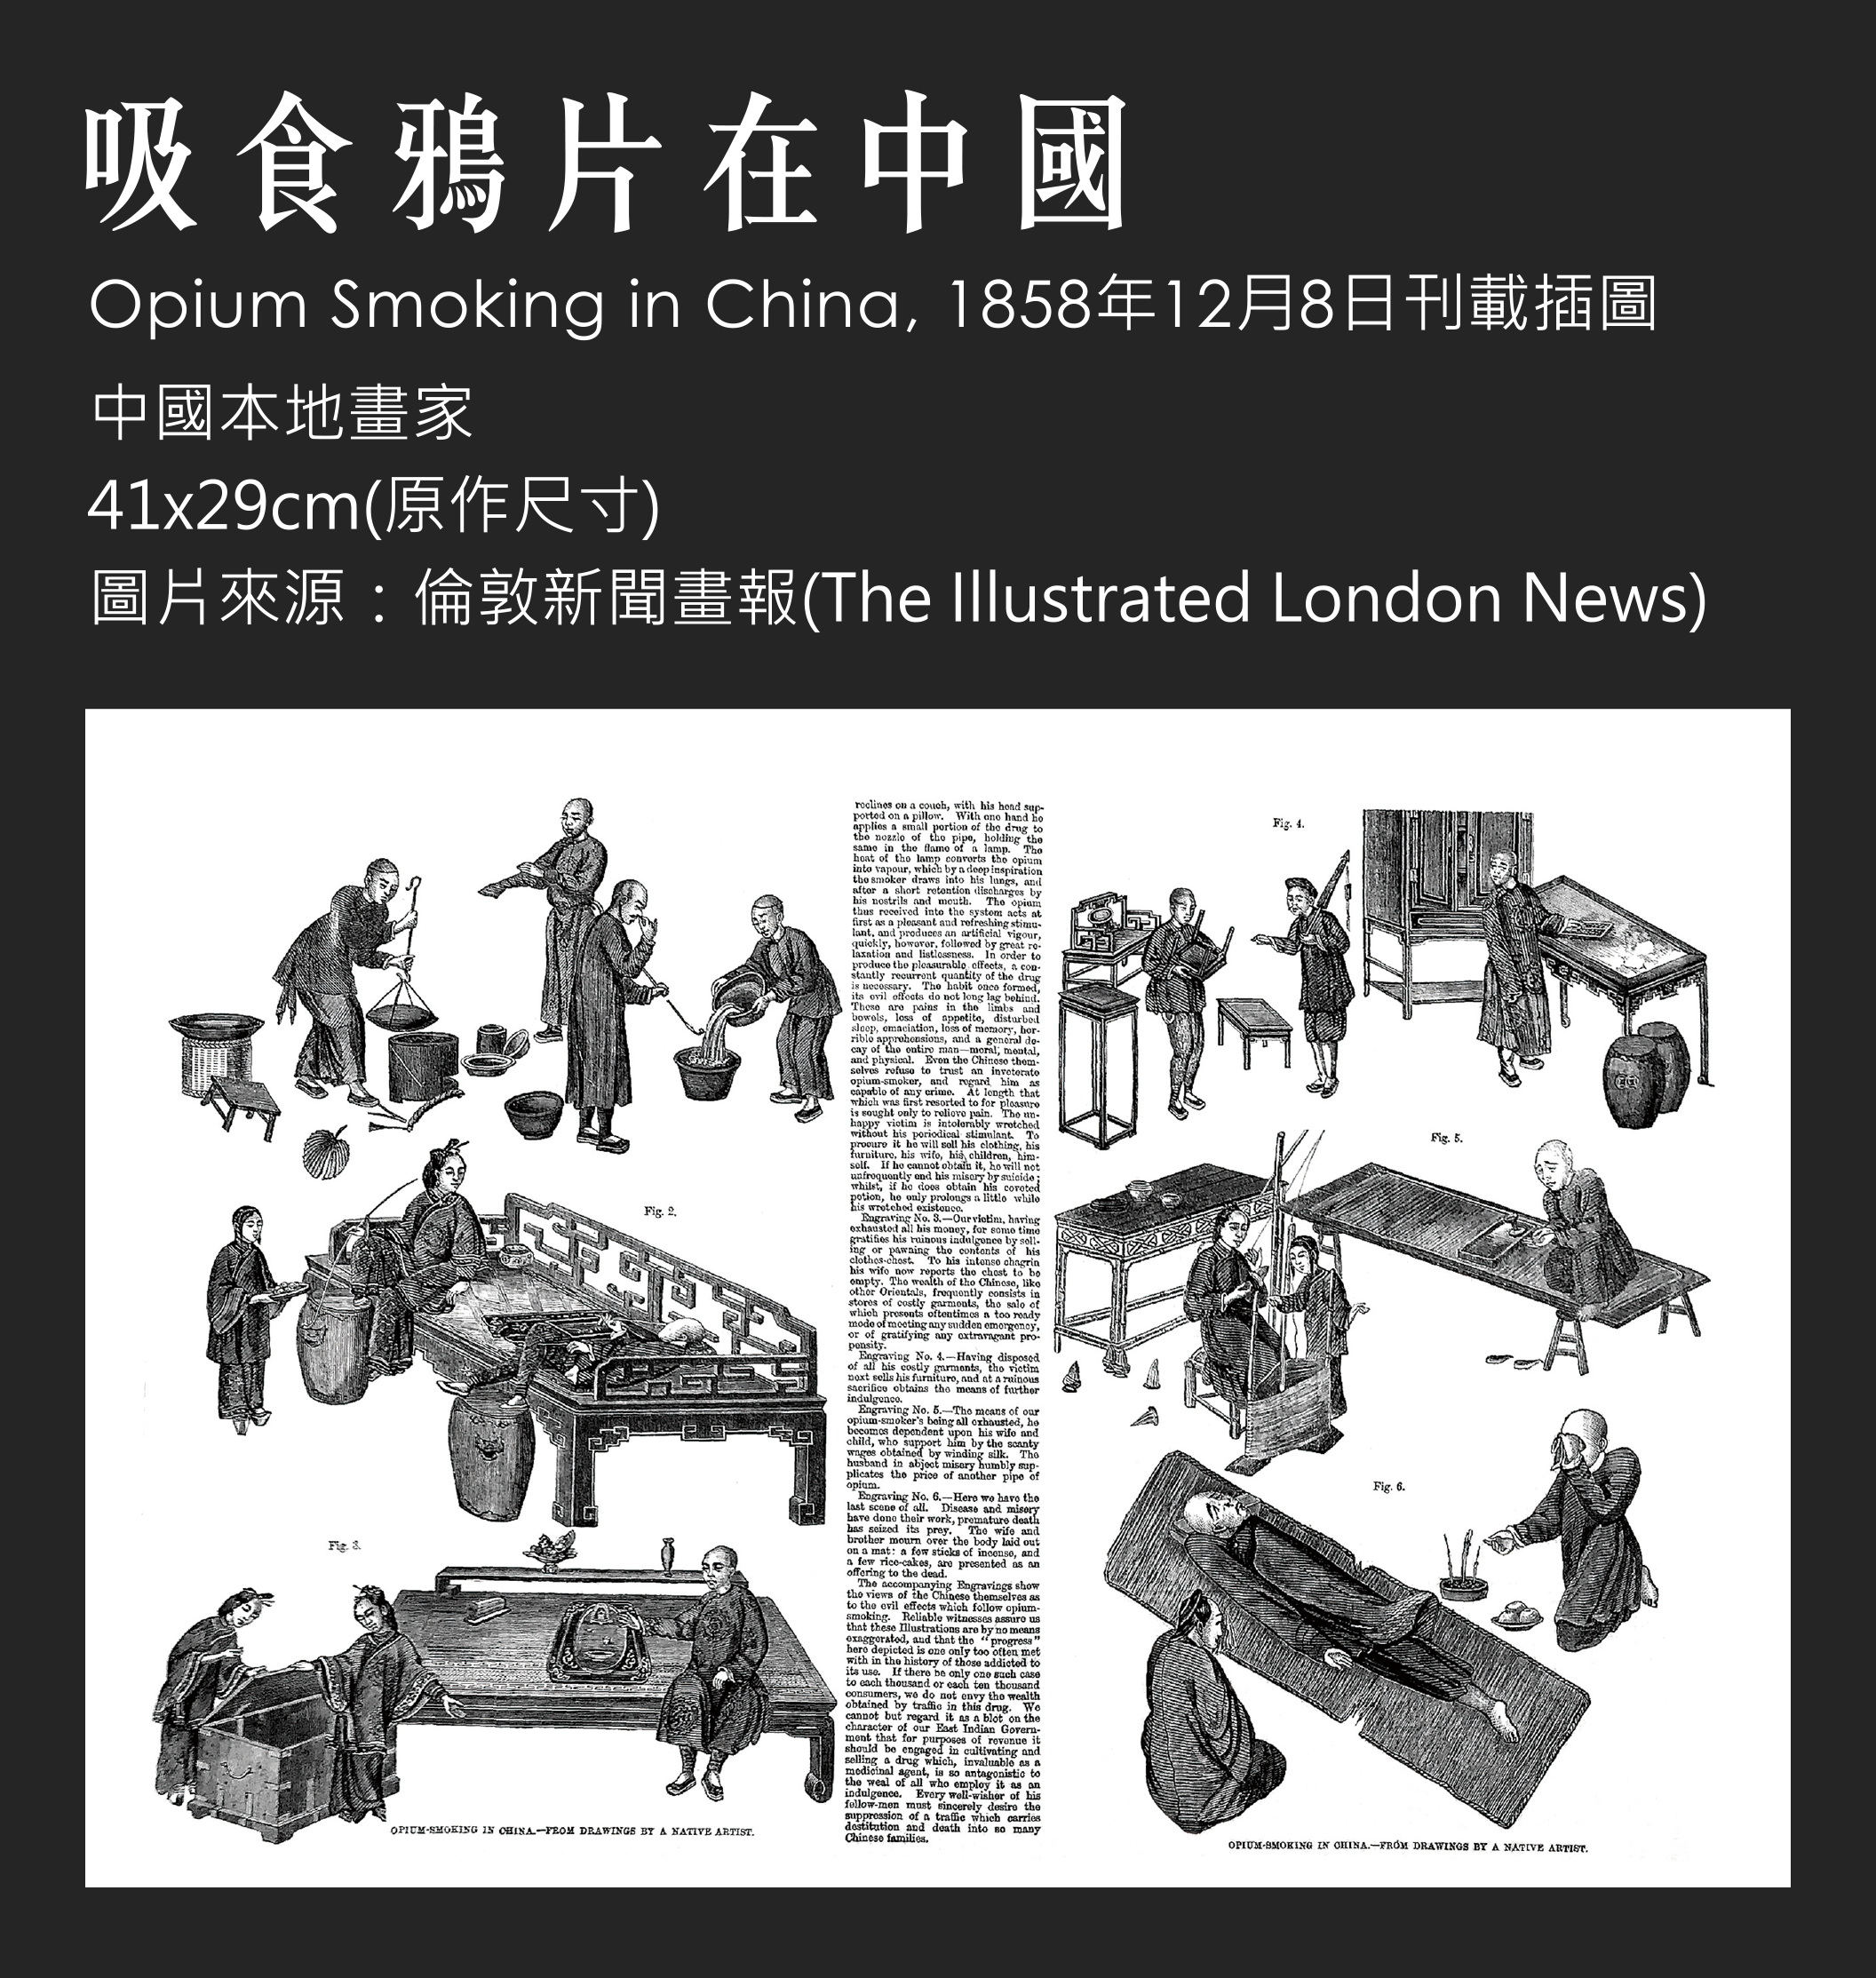 吸食鴉片在中國
Opium Smoking in China, 1858年12月8日刊載插圖
中國本地畫家
41x29cm(原作尺寸)
圖片來源：倫敦新聞畫報(The Illustrated London News)
Fig. 2.
Fig. 3.
OPIUM-SMOKING IN CHINA.—FROM DRAWINGS BY A NATIVE ARTIST.
reclines on a couch, with his head sup-
ported on a pillow. With one hand he
applies a small portion of the drug to
the nozzle of the pipe, holding the
same in the flame of a lamp. The
heat of the lamp converts the opium
into vapour, which by a deep inspiration
the smoker draws into his lungs, and
after a short retention discharges by
his nostrils and mouth. The opium
thus received into the system acts at
first as a pleasant and refreshing stimu-
lant, and produces an artificial vigour,
quickly, however, followed by great re-
laxation and listlessness. In order to
produce the pleasurable effects, a con-
stantly recurrent quantity of the drug
is necessary. The habit once formed,
its evil effects do not long lag behind.
These are pains in the limbs and
bowels, loss of appetite, disturbed
sleep, emaciation, loss of memory, hor-
rible apprehensions, and a general de-
cay of the entire man—moral, mental,
and physical. Even the Chinese them-
selves refuse to trust an inveterate
opium-smoker, and regard him as
capable of any crime. At length that
which was first resorted to for pleasure
is sought only to relieve pain. The un-
happy victim is intolerably wretched
without his periodical stimulant. To
procure it he will sell his clothing, his
furniture, his wife, his children, him-
self. If he cannot obtain it, he will not
unfrequently end his misery by suicide;
whilst, if he does obtain his coveted
potion, he only prolongs a little while
his wretched existence.
Engraving No. 3.—Our victim, having
exhausted all his money, for some time
gratifies his ruinous indulgence by sell-
ing or pawning the contents of his
clothes-chest. To his intense chagrin
his wife now reports the chest to be
empty. The wealth of the Chinese, like
other Orientals, frequently consists in
stores of costly garments, the sale of
which presents oftentimes a too ready
mode of meeting any sudden emergency,
or of gratifying any extravagant pro-
pensity.
Engraving No. 4.—Having disposed
of all his costly garments, the victim
next sells his furniture, and at a ruinous
sacrifice obtains the means of further
indulgence.
Engraving No. 5.—The means of our
opium-smoker's being all exhausted, he
becomes dependent upon his wife and
child, who support him by the scanty
wages obtained by winding silk. The
husband in abject misery humbly sup-
plicates the price of another pipe of
opium.
Engraving No. 6.—Here we have the
last scene of all. Disease and misery
have done their work, premature death
has seized its prey. The wife and
brother mourn over the body laid out
on a mat: a few sticks of incense, and
a few rice-cakes, are presented as an
offering to the dead.
The accompanying Engravings show
the views of the Chinese themselves as
to the evil effects which follow opium-
smoking. Reliable witnesses assure us
that these Illustrations are by no means
exaggerated, and that the "progress"
here depicted is one only too often met
with in the history of those addicted to
its use. If there be only one such case
to each thousand or each ten thousand
consumers, we do not envy the wealth
obtained by traffic in this drug. We
cannot but regard it as a blot on the
character of our East Indian Govern-
ment that for purposes of revenue it
should be engaged in cultivating and
selling a drug which, invaluable as a
medicinal agent, is so antagonistic to
the weal of all who employ it as an
indulgence. Every well-wisher of his
fellow-men must sincerely desire the
suppression of a traffic which carries
destitution and death into so many
Chinese families.
Fig. 4.
Fig. 5.
Fig. 6.
OPIUM-SMOKING IN CHINA.—FROM DRAWINGS BY A NATIVE ARTIST.